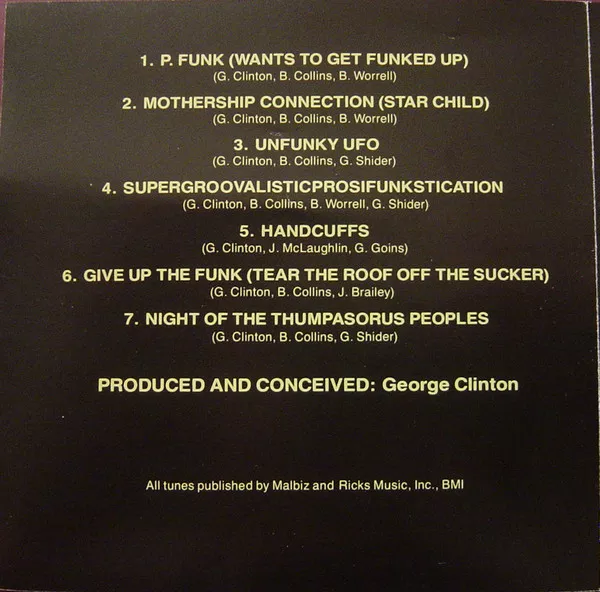 1. P. FUNK (WANTS TO GET FUNKED UP)
(G. Clinton, B. Collins, B. Worrell)
2. MOTHERSHIP CONNECTION (STAR CHILD)
(G. Clinton, B. Collins, B. Worrell)
3. UNFUNKY UFO
(G. Clinton, B. Collins, G. Shider)
4. SUPERGROOVALISTICPROSIFUNKSTICATION
(G. Clinton, B. Collins, B. Worrell, G. Shider)
5. HANDCUFFS
(G. Clinton, J. McLaughlin, G. Goins)
6. GIVE UP THE FUNK (TEAR THE ROOF OFF THE SUCKER)
(G. Clinton, B. Collins, J. Brailey)
7. NIGHT OF THE THUMPASORUS PEOPLES
(G. Clinton, B. Collins, G. Shider)
PRODUCED AND CONCEIVED: George Clinton
All tunes published by Malbiz and Ricks Music, Inc., BMI